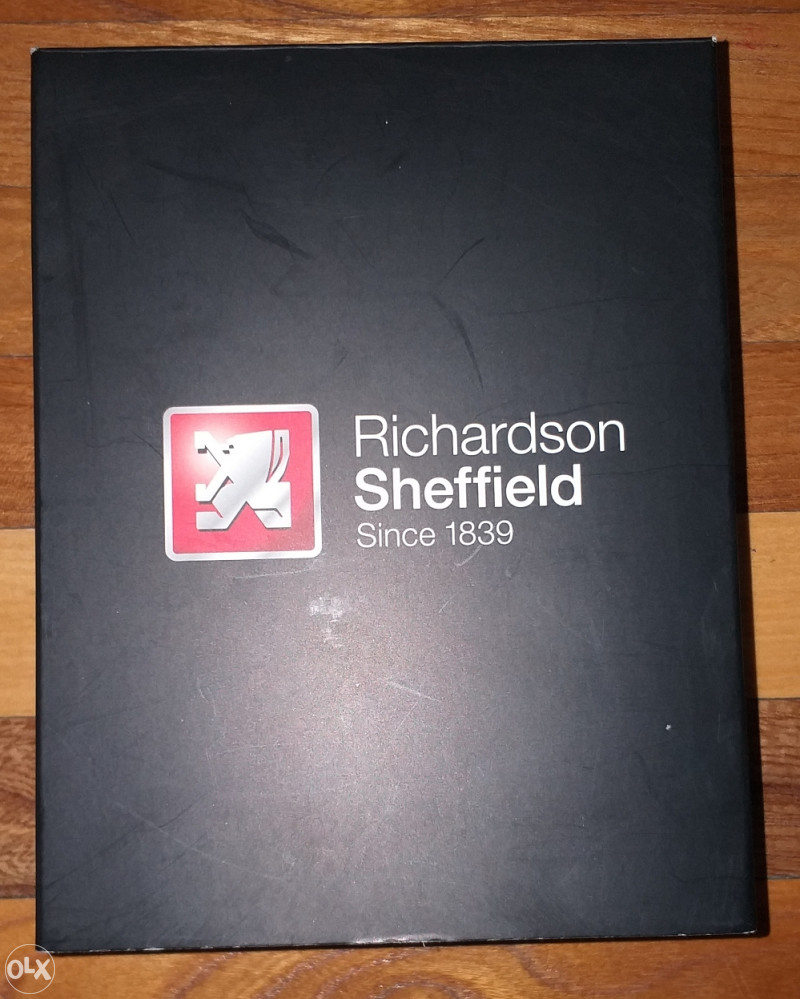 Richardson
Sheffield
Since 1839
OLX